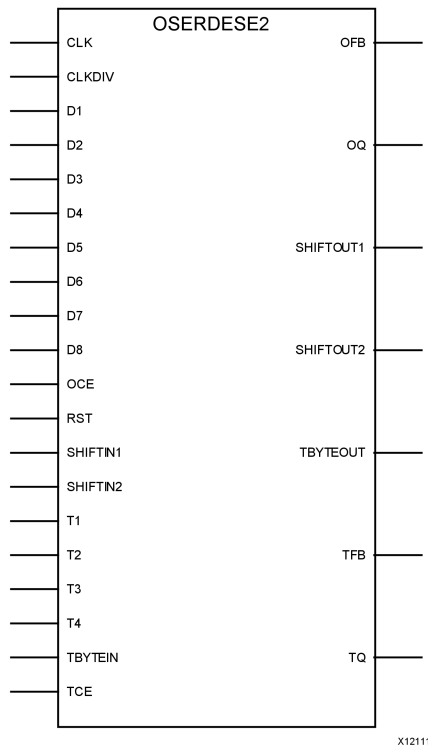 OSERDESE2
CLK
OFB
CLKDIV
D1
D2
OQ
D3
D4
D5
SHIFTOUT1
D6
D7
D8
SHIFTOUT2
OCE
RST
SHIFTIN1
TBYTEOUT
SHIFTIN2
T1
T2
TFB
T3
T4
TBYTEIN
TQ
TCE
X12111